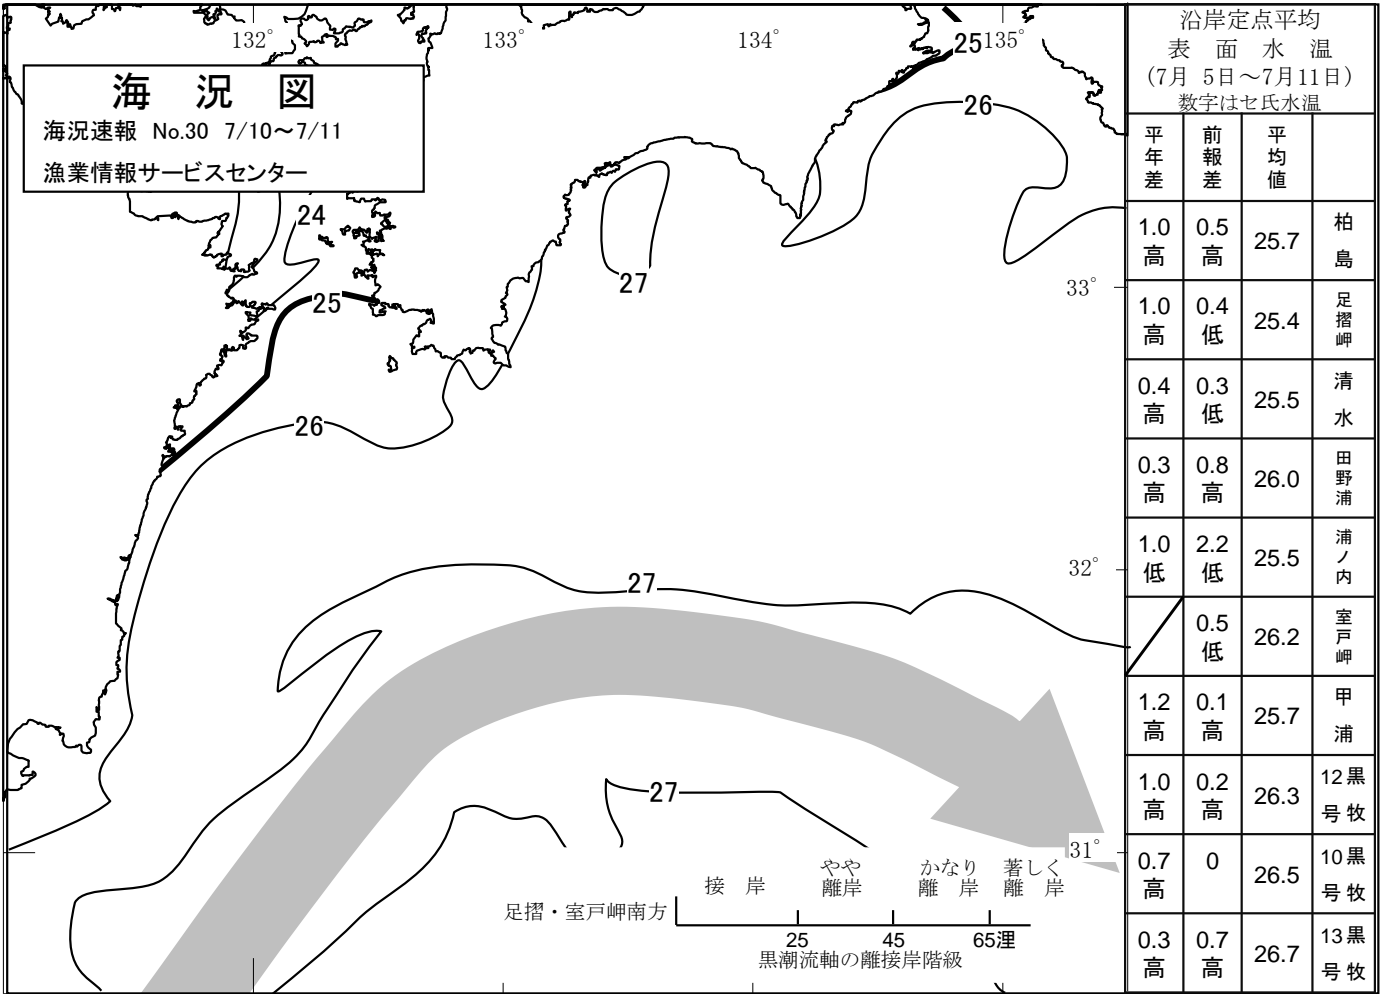 海 況 図
海況速報 No.30 7/10～7/11
漁業情報サービスセンター
132°
133°
134°
135°
25
26
24
27
25
33°
26
32°
27
27
31°
接 岸
やや
離岸
かなり
離 岸
著しく
離 岸
足摺・室戸岬南方
25 45 65浬
黒潮流軸の離接岸階級
沿岸定点平均
表 面 水 温
(7月 5日～7月11日)
数字はセ氏水温
平年差 前報差 平均値
1.0高 0.5高 25.7 柏島
1.0高 0.4低 25.4 足摺岬
0.4高 0.3低 25.5 清水
0.3高 0.8高 26.0 田野浦
1.0低 2.2低 25.5 浦ノ内
0.5低 26.2 室戸岬
1.2高 0.1高 25.7 甲浦
1.0高 0.2高 26.3 黒牧12号
0.7高 0 26.5 黒牧10号
0.3高 0.7高 26.7 黒牧13号